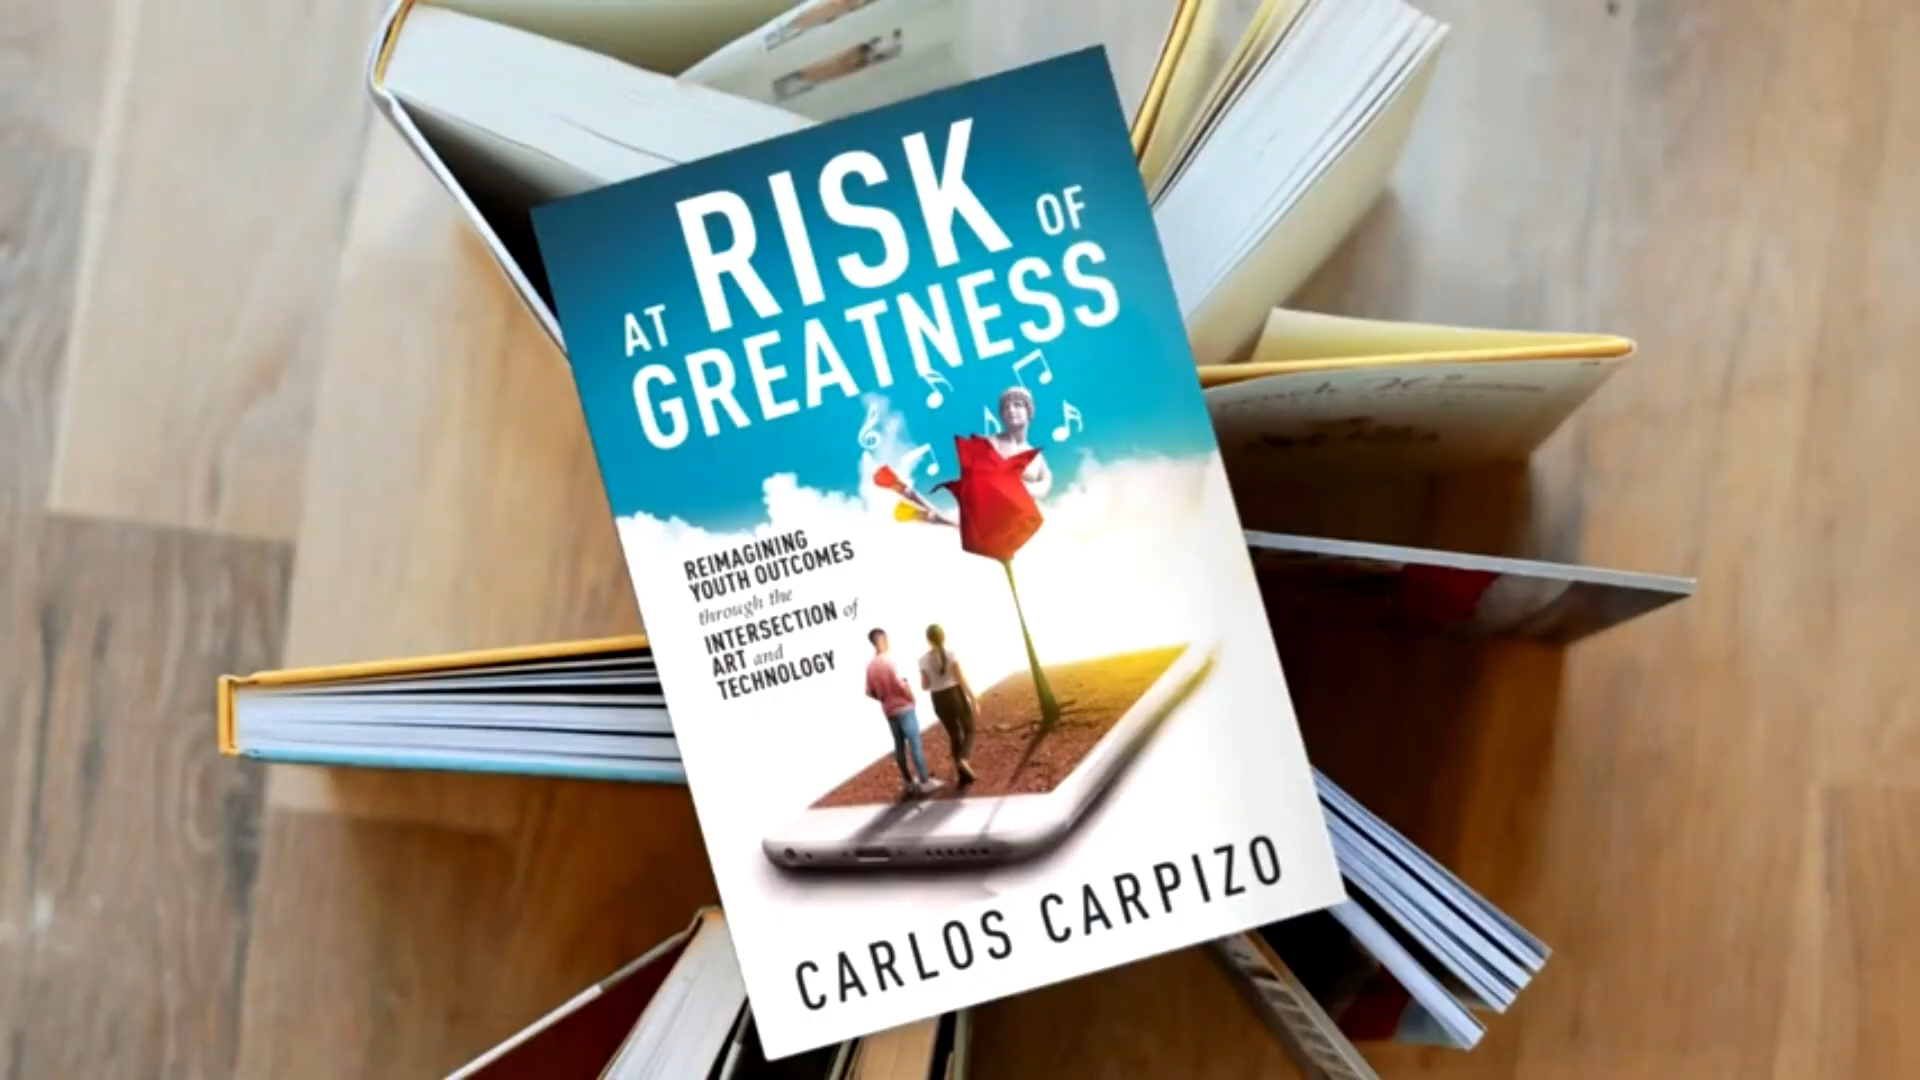 AT RISK OF
GREATNESS
REIMAGINING
YOUTH OUTCOMES
through the
INTERSECTION of
ART and
TECHNOLOGY
CARLOS CARPIZO